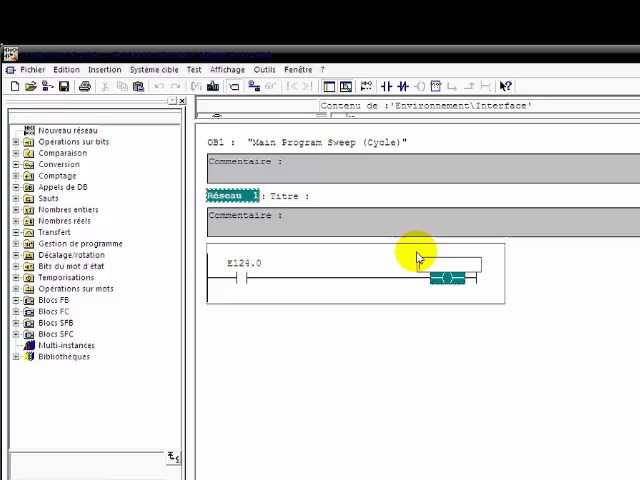 Fichier Edition Insertion Système cible Test Affichage Outils Fenêtre ?
Contenu de :'Environnement\Interface'
Nouveau réseau
Opérations sur bits
Comparaison
Conversion
Comptage
Appels de DB
Sauts
Nombres entiers
Nombres réels
Transfert
Gestion de programme
Décalage/rotation
Bits du mot d'état
Temporisations
Opérations sur mots
Blocs FB
Blocs FC
Blocs SFB
Blocs SFC
Multi-instances
Bibliothèques
OB1 : "Main Program Sweep (Cycle)"
Commentaire :
Réseau 1: Titre :
Commentaire :
E124.0